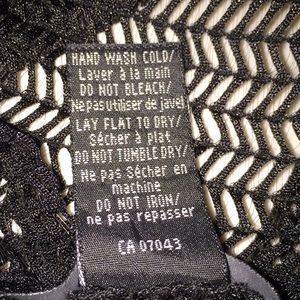 HAND WASH COLD/
Laver à la main
DO NOT BLEACH/
Ne pas utiliser de javel
LAY FLAT TO DRY/
Sécher à plat
DO NOT TUMBLE DRY/
Ne pas Sécher en
machine
DO NOT IRON/
ne pas repasser
CA 07043